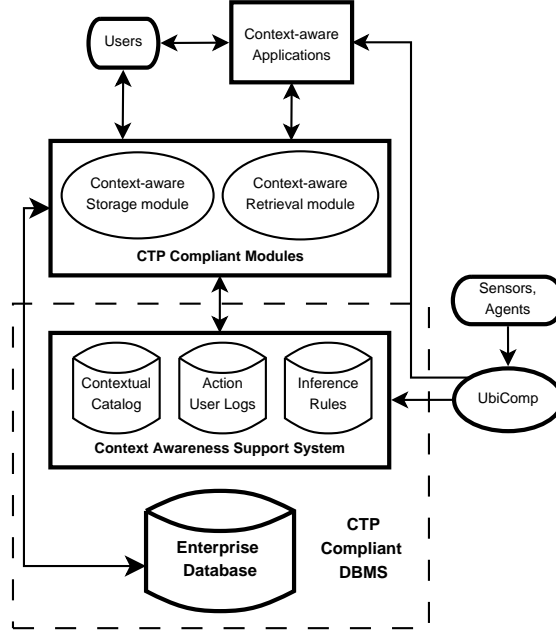 Users
Context-aware
Applications
Context-aware
Storage module
Context-aware
Retrieval module
CTP Compliant Modules
Sensors,
Agents
UbiComp
Contextual
Catalog
Action
User Logs
Inference
Rules
Context Awareness Support System
Enterprise
Database
CTP
Compliant
DBMS